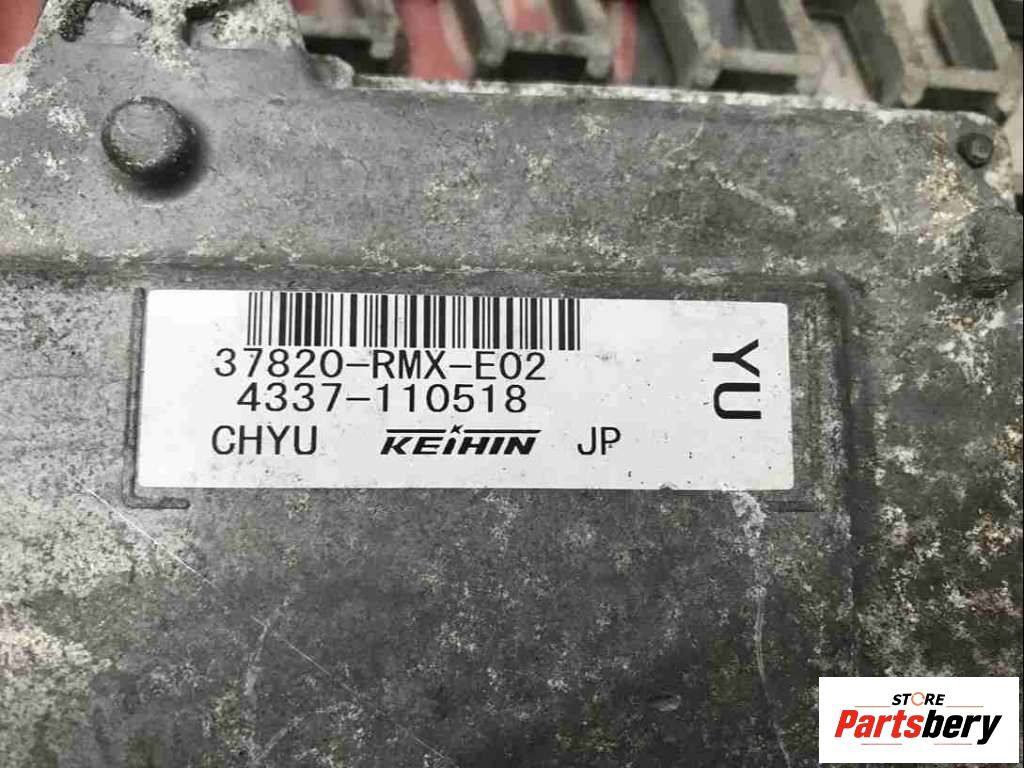 37820-RMX-E02
4337-110518
CHYU KEIHIN JP
YU
STORE
Partsbery